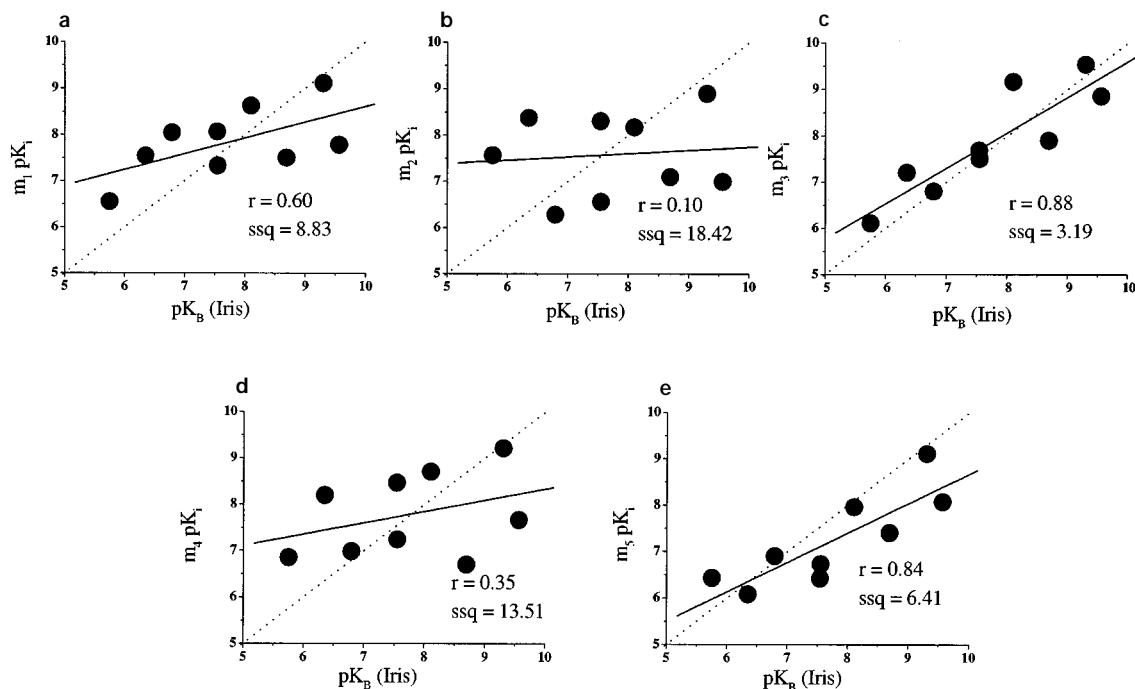 a
m₁ pKᵢ
10
9
8
7
6
5
r = 0.60
ssq = 8.83
5 6 7 8 9 10
pK_B (Iris)
b
m₂ pKᵢ
10
9
8
7
6
5
r = 0.10
ssq = 18.42
5 6 7 8 9 10
pK_B (Iris)
c
m₃ pKᵢ
10
9
8
7
6
5
r = 0.88
ssq = 3.19
5 6 7 8 9 10
pK_B (Iris)
d
m₄ pKᵢ
10
9
8
7
6
5
r = 0.35
ssq = 13.51
5 6 7 8 9 10
pK_B (Iris)
e
m₅ pKᵢ
10
9
8
7
6
5
r = 0.84
ssq = 6.41
5 6 7 8 9 10
pK_B (Iris)